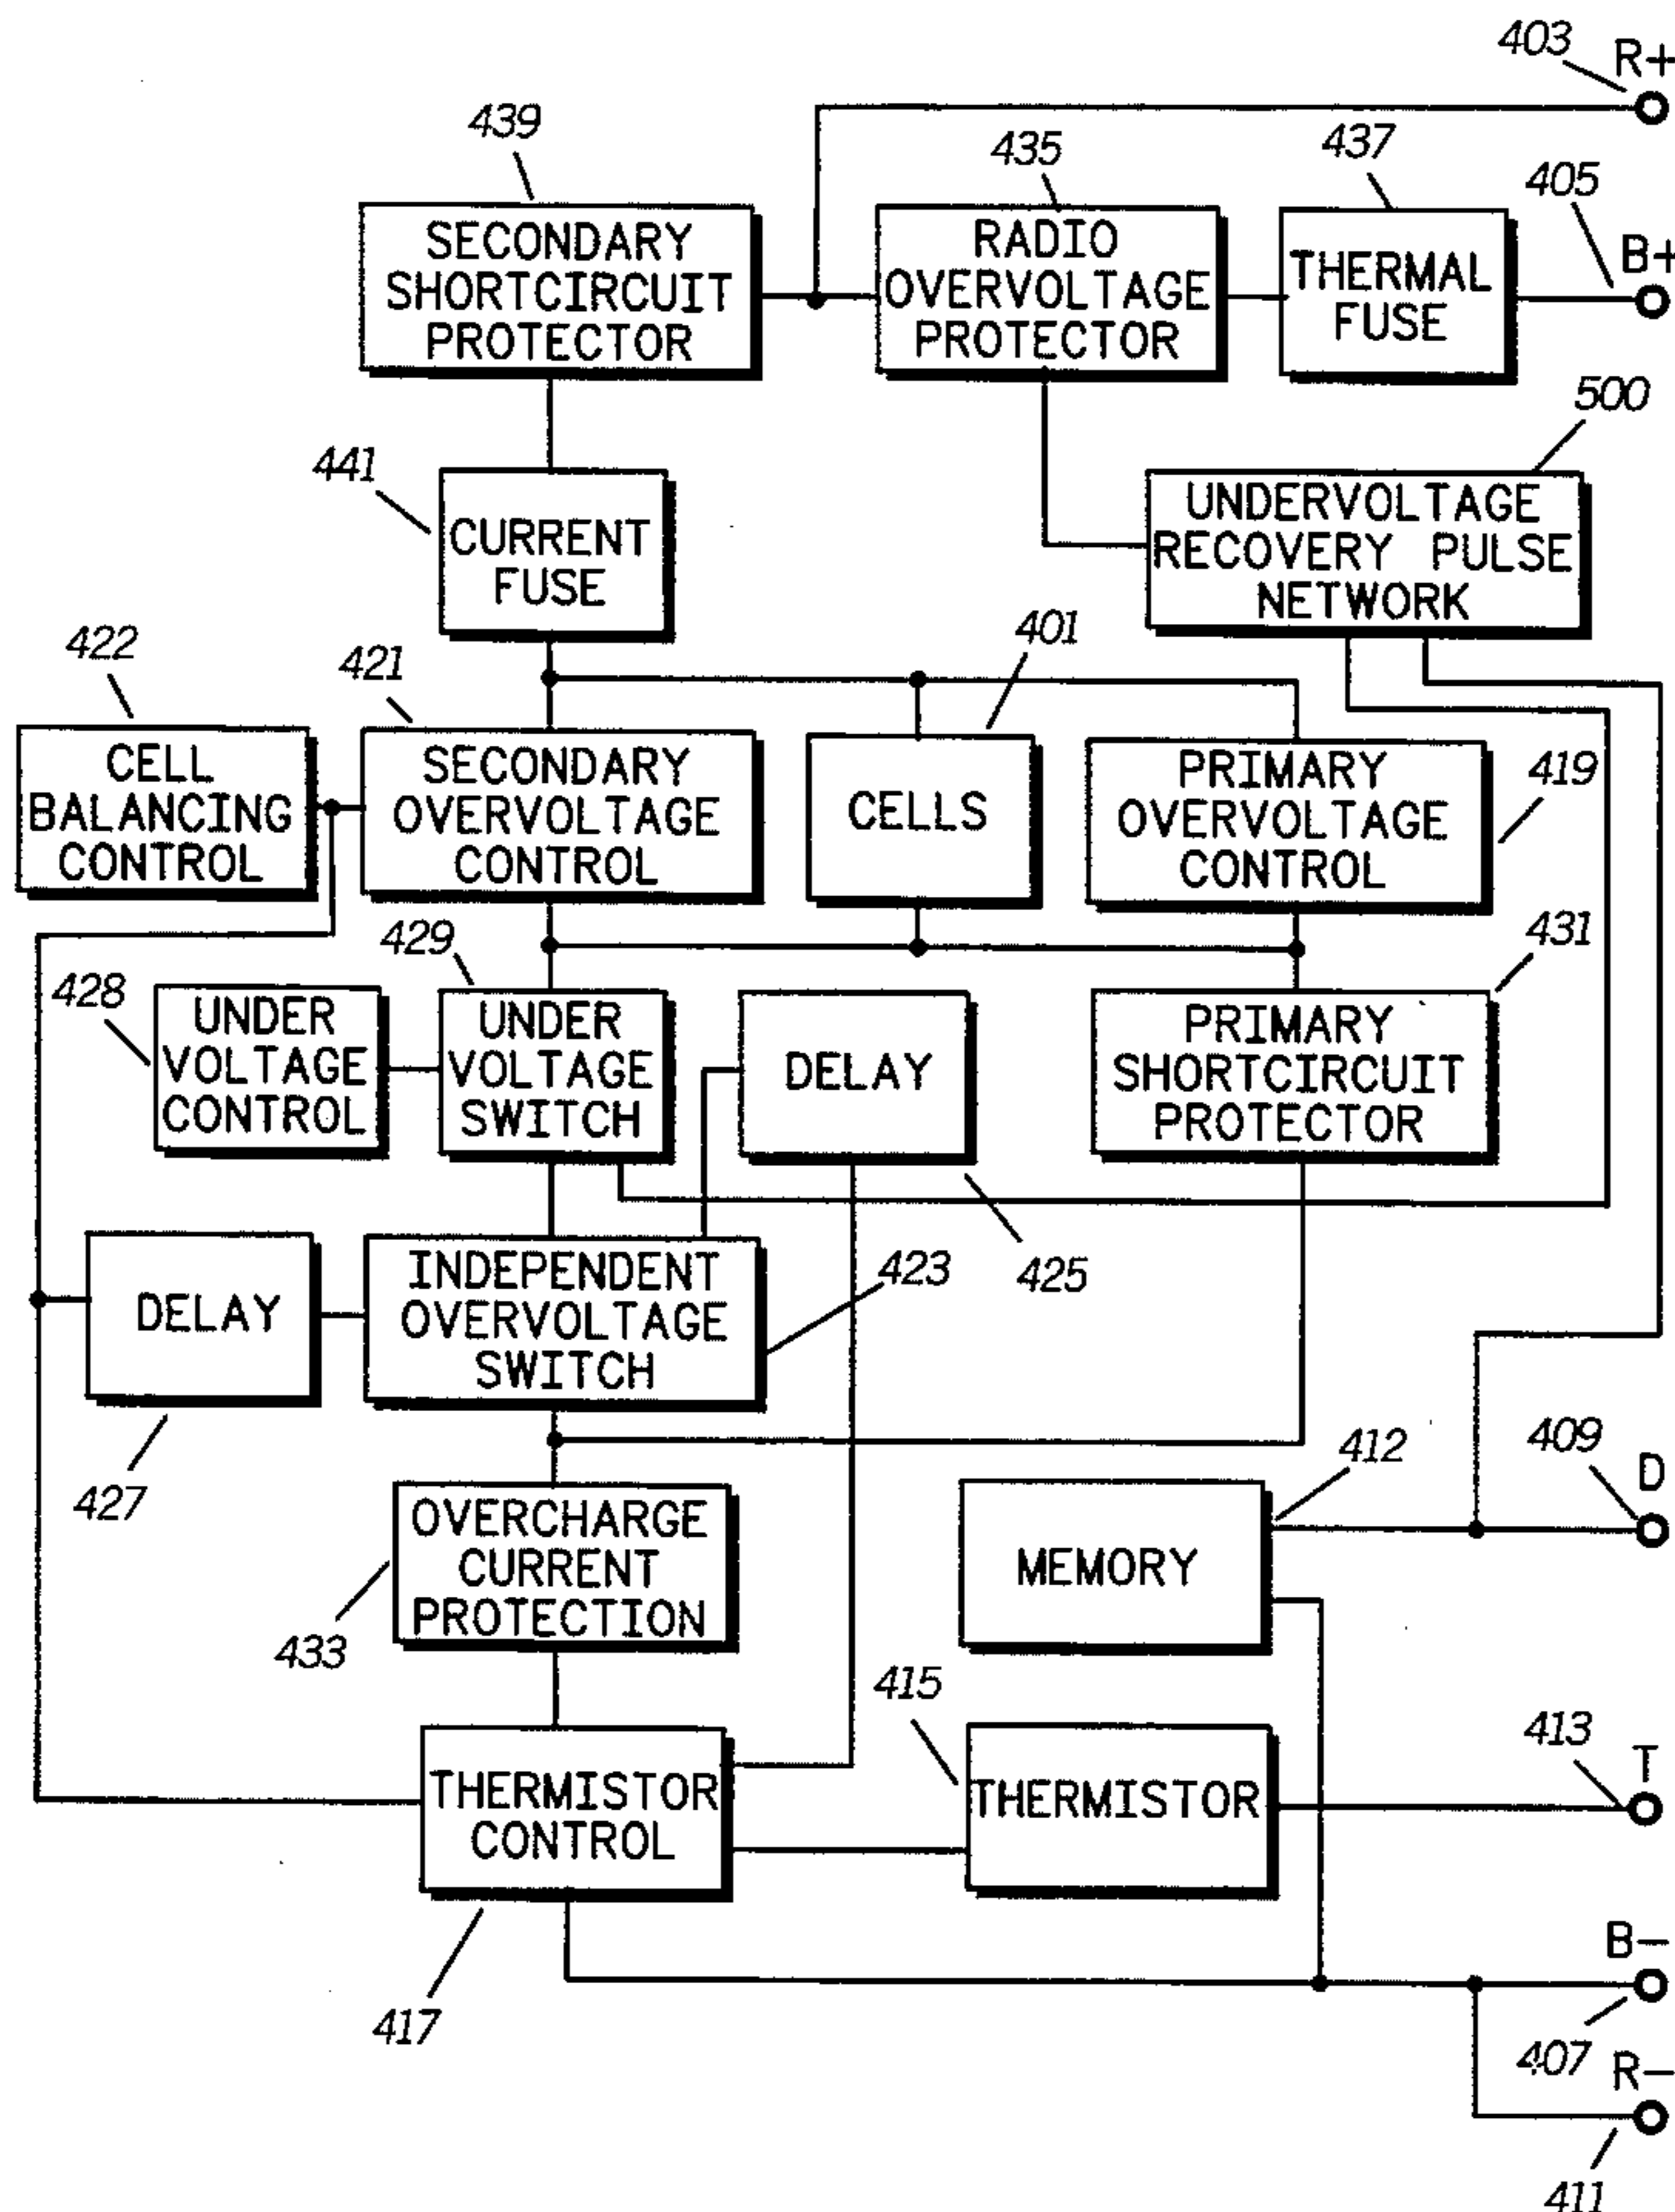 403
R+
439
435
437
405
B+
SECONDARY
SHORTCIRCUIT
PROTECTOR
RADIO
OVERVOLTAGE
PROTECTOR
THERMAL
FUSE
500
441
CURRENT
FUSE
UNDERVOLTAGE
RECOVERY PULSE
NETWORK
422
421
401
CELL
BALANCING
CONTROL
SECONDARY
OVERVOLTAGE
CONTROL
CELLS
PRIMARY
OVERVOLTAGE
CONTROL
419
429
431
428
UNDER
VOLTAGE
CONTROL
UNDER
VOLTAGE
SWITCH
DELAY
PRIMARY
SHORTCIRCUIT
PROTECTOR
DELAY
INDEPENDENT
OVERVOLTAGE
SWITCH
423
425
427
412
409
D
OVERCHARGE
CURRENT
PROTECTION
MEMORY
433
415
413
T
THERMISTOR
CONTROL
THERMISTOR
417
B-
407
R-
411